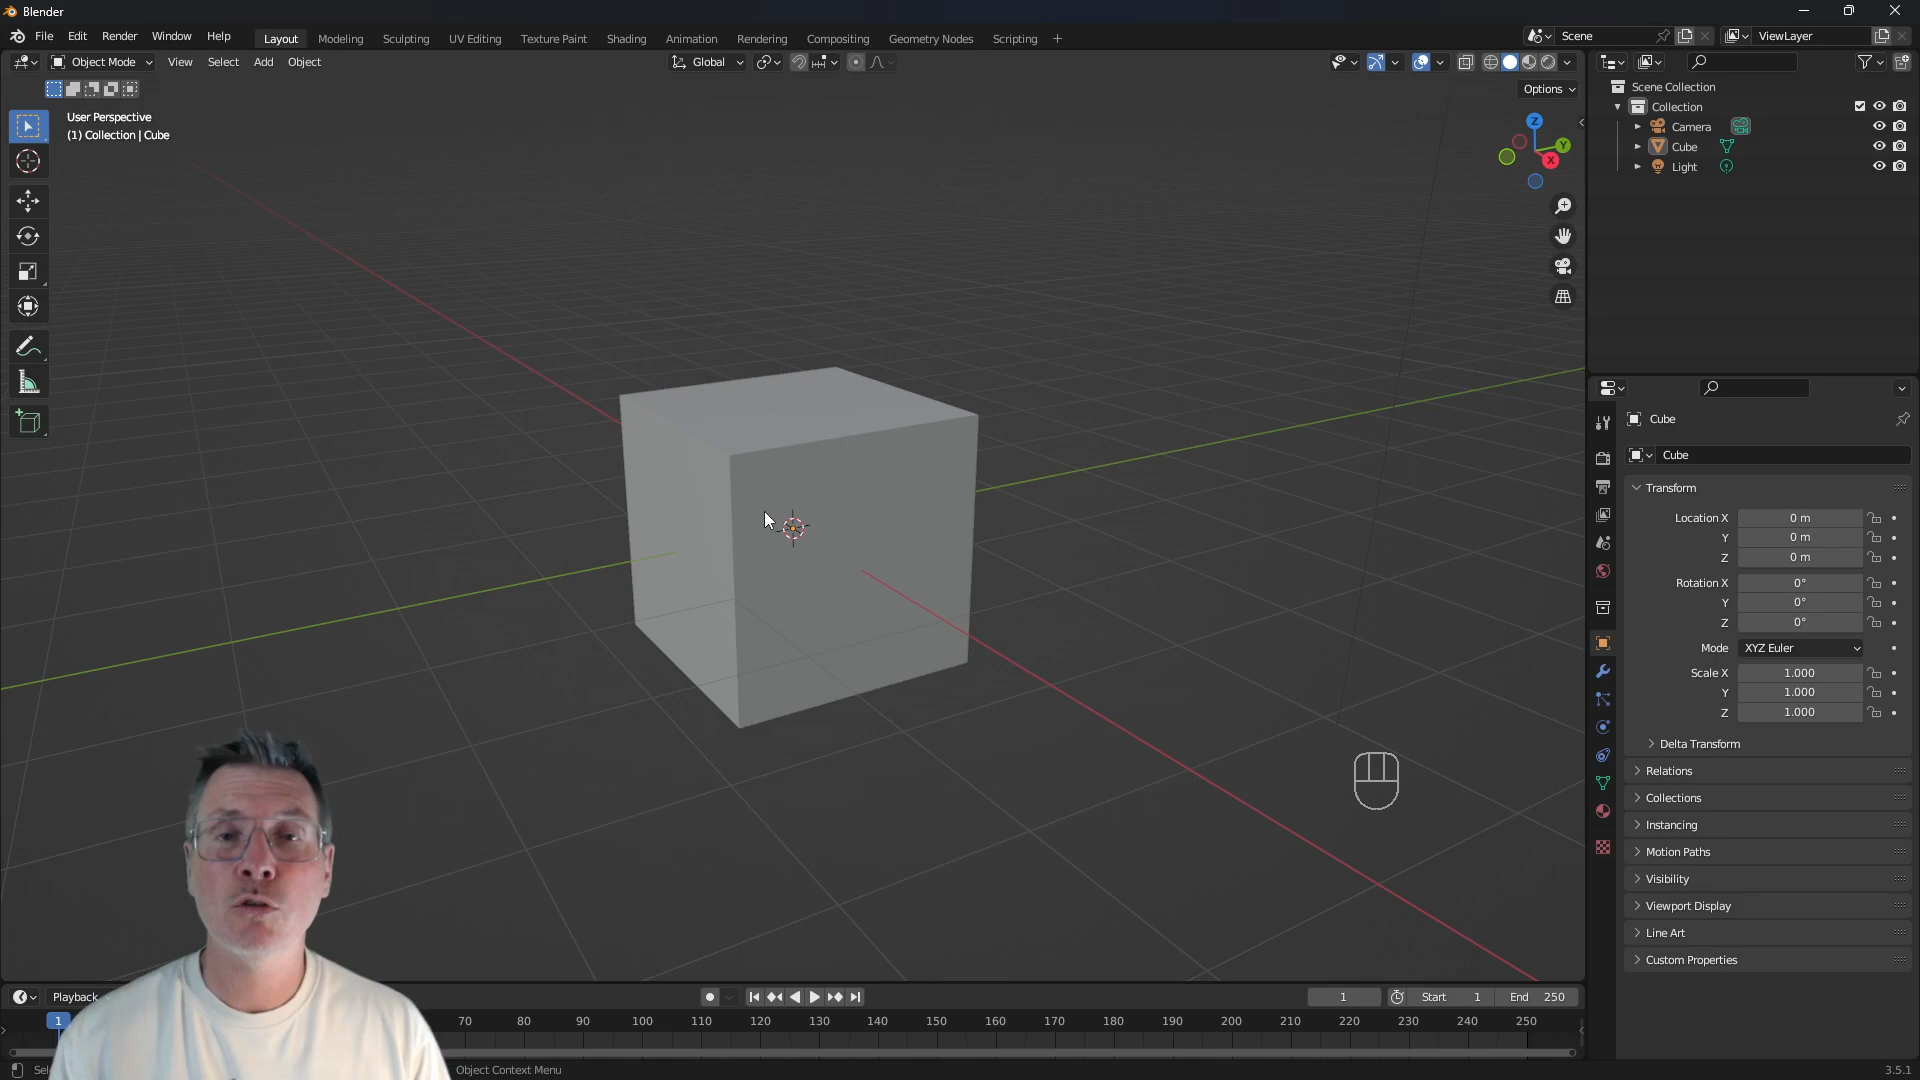 Blender
File Edit Render Window Help Layout Modeling Sculpting UV Editing Texture Paint Shading Animation Rendering Compositing Geometry Nodes Scripting + Scene ViewLayer
Object Mode View Select Add Object Global
Options
User Perspective
(1) Collection | Cube
Z
Y
X
Scene Collection
Collection
Camera
Cube
Light
Cube
Cube
Transform
Location X 0 m
Y 0 m
Z 0 m
Rotation X 0°
Y 0°
Z 0°
Mode XYZ Euler
Scale X 1.000
Y 1.000
Z 1.000
Delta Transform
Relations
Collections
Instancing
Motion Paths
Visibility
Viewport Display
Line Art
Custom Properties
Playback 1 Start 1 End 250
1 70 80 90 100 110 120 130 140 150 160 170 180 190 200 210 220 230 240 250
Object Context Menu 3.5.1